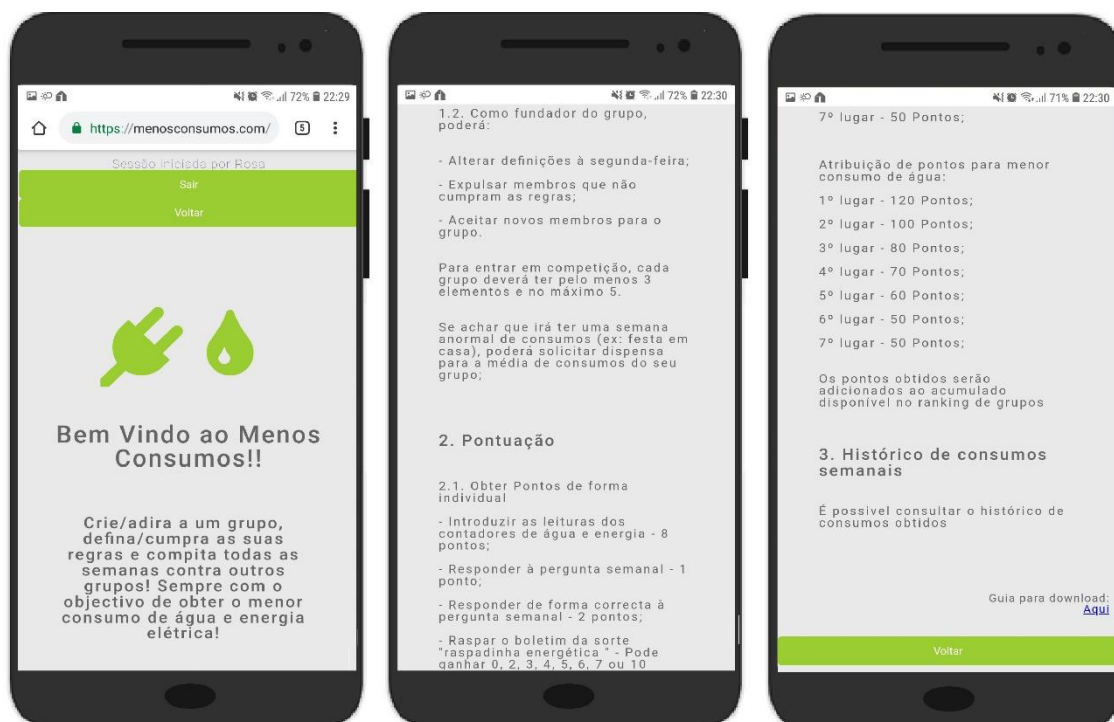 72% 22:29
https://menosconsumos.com/
5
Sessão iniciada por Rosa
Sair
Voltar
Bem Vindo ao Menos
Consumos!!
Crie/adira a um grupo,
defina/cumpra as suas
regras e compita todas as
semanas contra outros
grupos! Sempre com o
objectivo de obter o menor
consumo de água e energia
elétrica!
72% 22:30
1.2. Como fundador do grupo,
poderá:
- Alterar definições à segunda-feira;
- Expulsar membros que não
cumpram as regras;
- Aceitar novos membros para o
grupo.
Para entrar em competição, cada
grupo deverá ter pelo menos 3
elementos e no máximo 5.
Se achar que irá ter uma semana
anormal de consumos (ex: festa em
casa), poderá solicitar dispensa
para a média de consumos do seu
grupo;
2. Pontuação
2.1. Obter Pontos de forma
individual
- Introduzir as leituras dos
contadores de água e energia - 8
pontos;
- Responder à pergunta semanal - 1
ponto;
- Responder de forma correcta à
pergunta semanal - 2 pontos;
- Raspar o boletim da sorte
"raspadinha energética " - Pode
ganhar 0, 2, 3, 4, 5, 6, 7 ou 10
71% 22:30
7º lugar - 50 Pontos;
Atribuição de pontos para menor
consumo de água:
1º lugar - 120 Pontos;
2º lugar - 100 Pontos;
3º lugar - 80 Pontos;
4º lugar - 70 Pontos;
5º lugar - 60 Pontos;
6º lugar - 50 Pontos;
7º lugar - 50 Pontos;
Os pontos obtidos serão
adicionados ao acumulado
disponível no ranking de grupos
3. Histórico de consumos
semanais
É possivel consultar o histórico de
consumos obtidos
Guia para download:
Aqui
Voltar